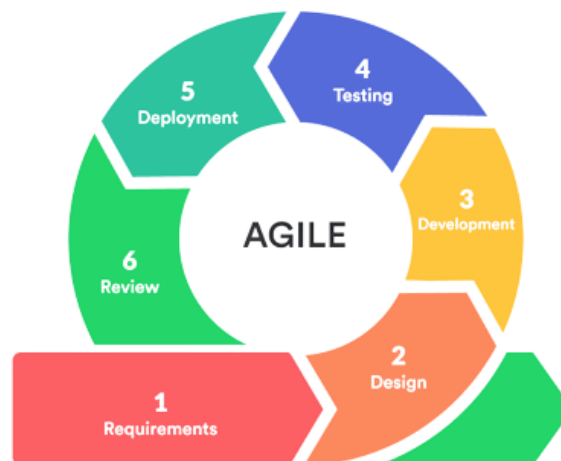 AGILE
1
Requirements
2
Design
3
Development
4
Testing
5
Deployment
6
Review